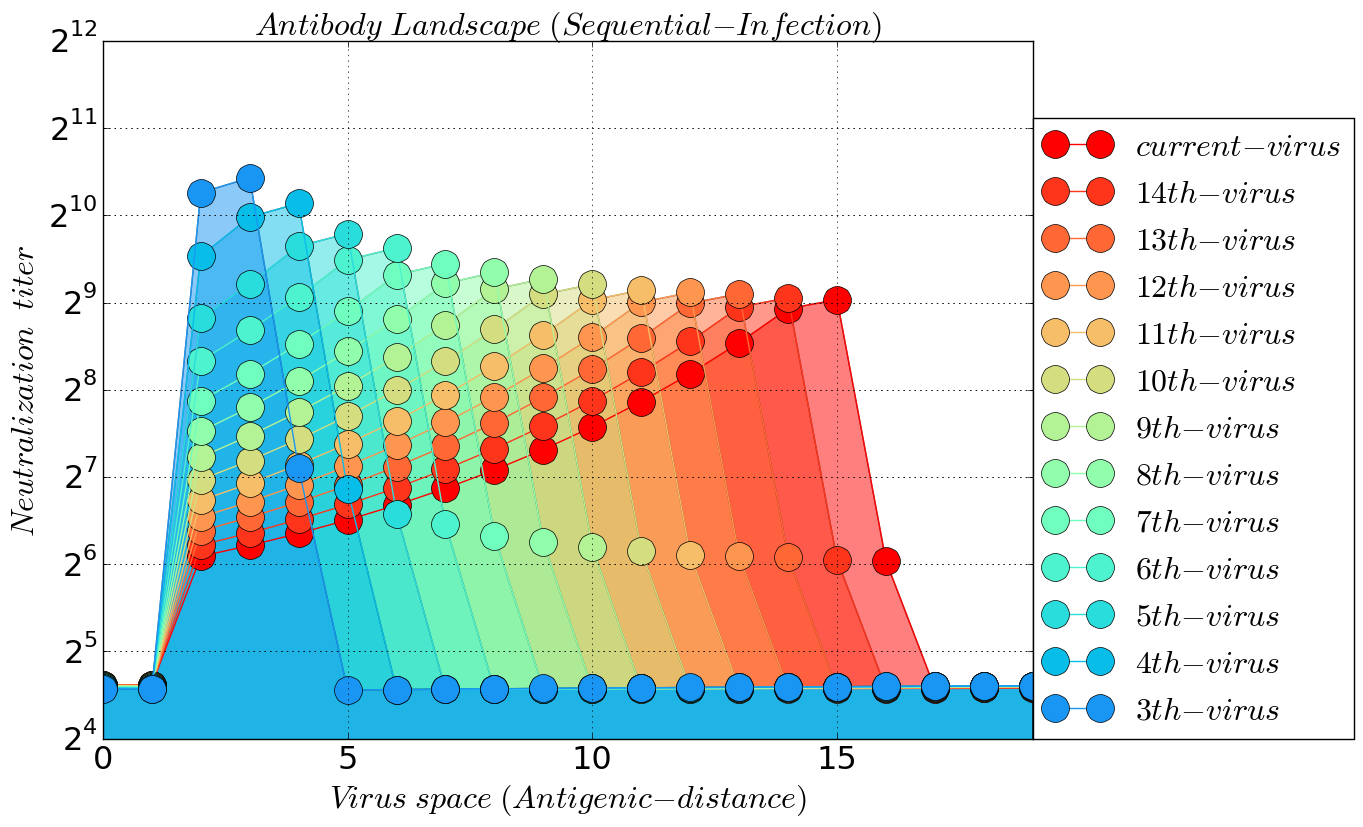 Antibody Landscape (Sequential−Infection)
2^12
2^11
2^10
2^9
2^8
2^7
2^6
2^5
2^4
Neutralization titer
0 5 10 15
Virus space (Antigenic−distance)
current−virus
14th−virus
13th−virus
12th−virus
11th−virus
10th−virus
9th−virus
8th−virus
7th−virus
6th−virus
5th−virus
4th−virus
3th−virus